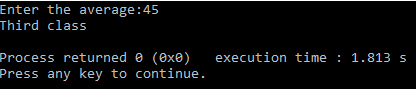 Enter the average:45
Third class

Process returned 0 (0x0)   execution time : 1.813 s
Press any key to continue.